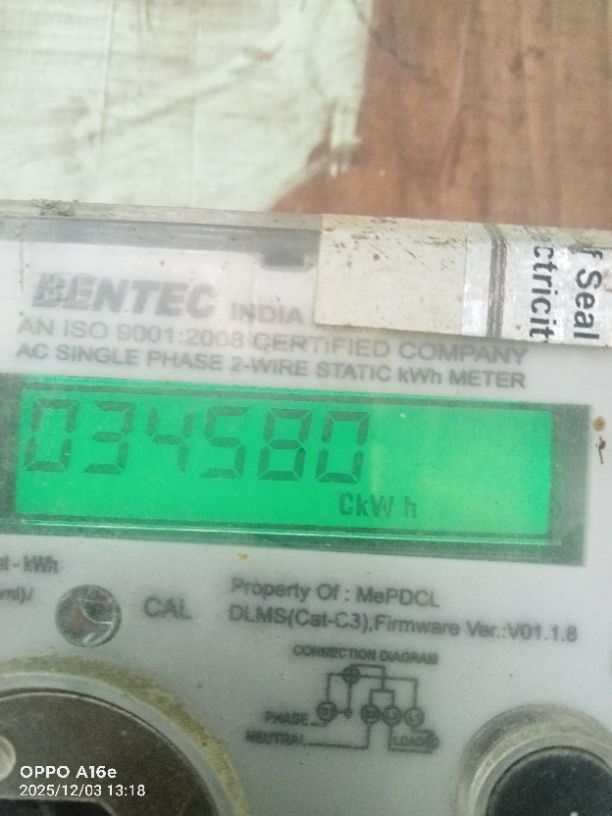 f Seal
ctricit
BENTEC INDIA
AN ISO 9001:2008 CERTIFIED COMPANY
AC SINGLE PHASE 2-WIRE STATIC kWh METER
034580
CkW h
- kWh
CAL
Property Of : MePDCL
DLMS(Cat-C3),Firmware Ver.:V01.1.8
CONNECTION DIAGRAM
PHASE
NEUTRAL
LOAD
OPPO A16e
2025/12/03 13:18